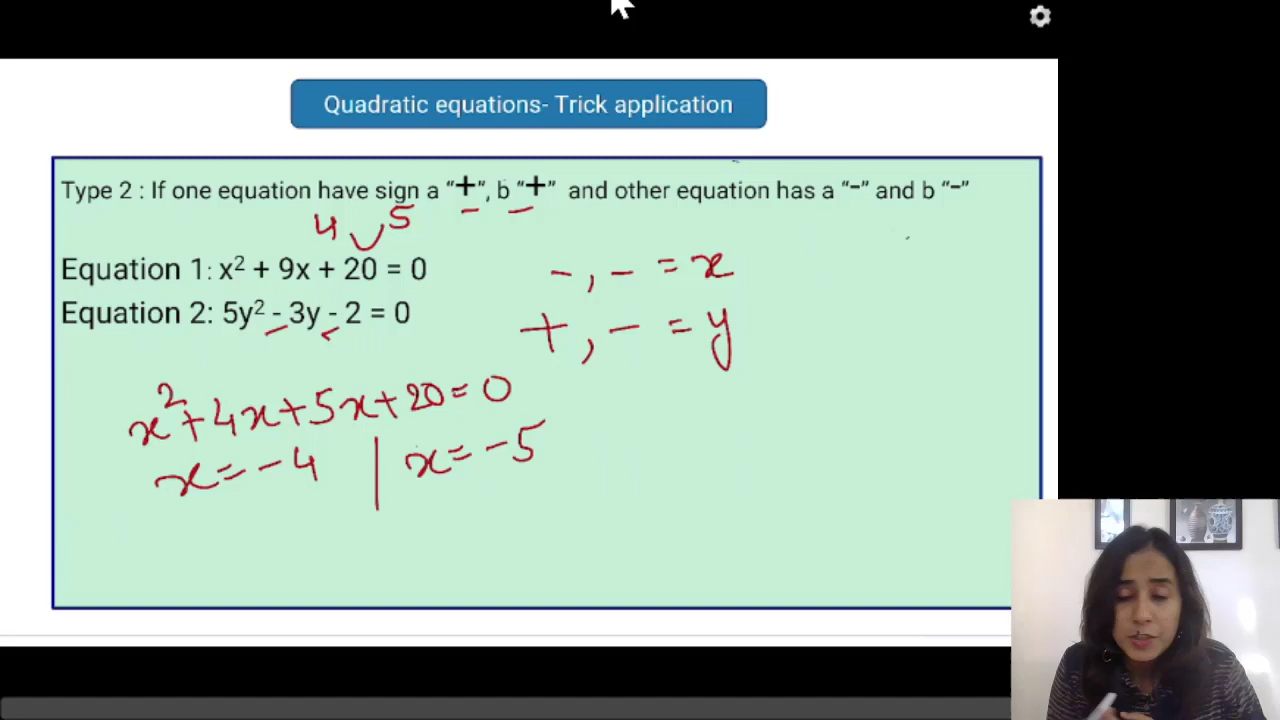 Quadratic equations- Trick application
Type 2 : If one equation have sign a “+”, b “+” and other equation has a “-” and b “-”
4 5
Equation 1: x² + 9x + 20 = 0
Equation 2: 5y² - 3y - 2 = 0
-, - = x
+, - = y
x²+4x+5x+20=0
x=-4 | x=-5